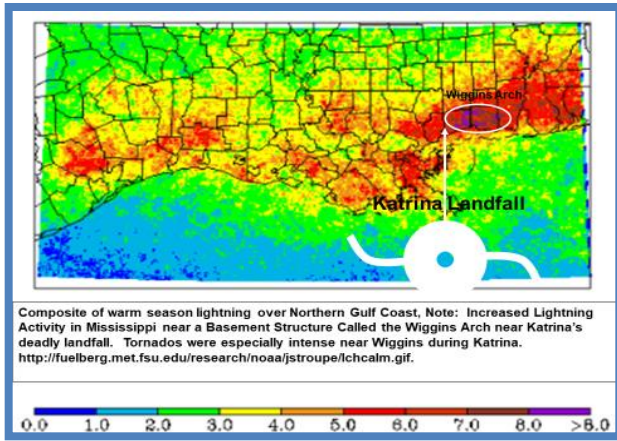 Wiggins Arch
Katrina Landfall
Composite of warm season lightning over Northern Gulf Coast, Note: Increased Lightning
Activity in Mississippi near a Basement Structure Called the Wiggins Arch near Katrina's
deadly landfall. Tornados were especially intense near Wiggins during Katrina.
http://fuelberg.met.fsu.edu/research/noaa/jstroupe/lchcalm.gif.
0.0 1.0 2.0 3.0 4.0 5.0 6.0 7.0 8.0 >8.0